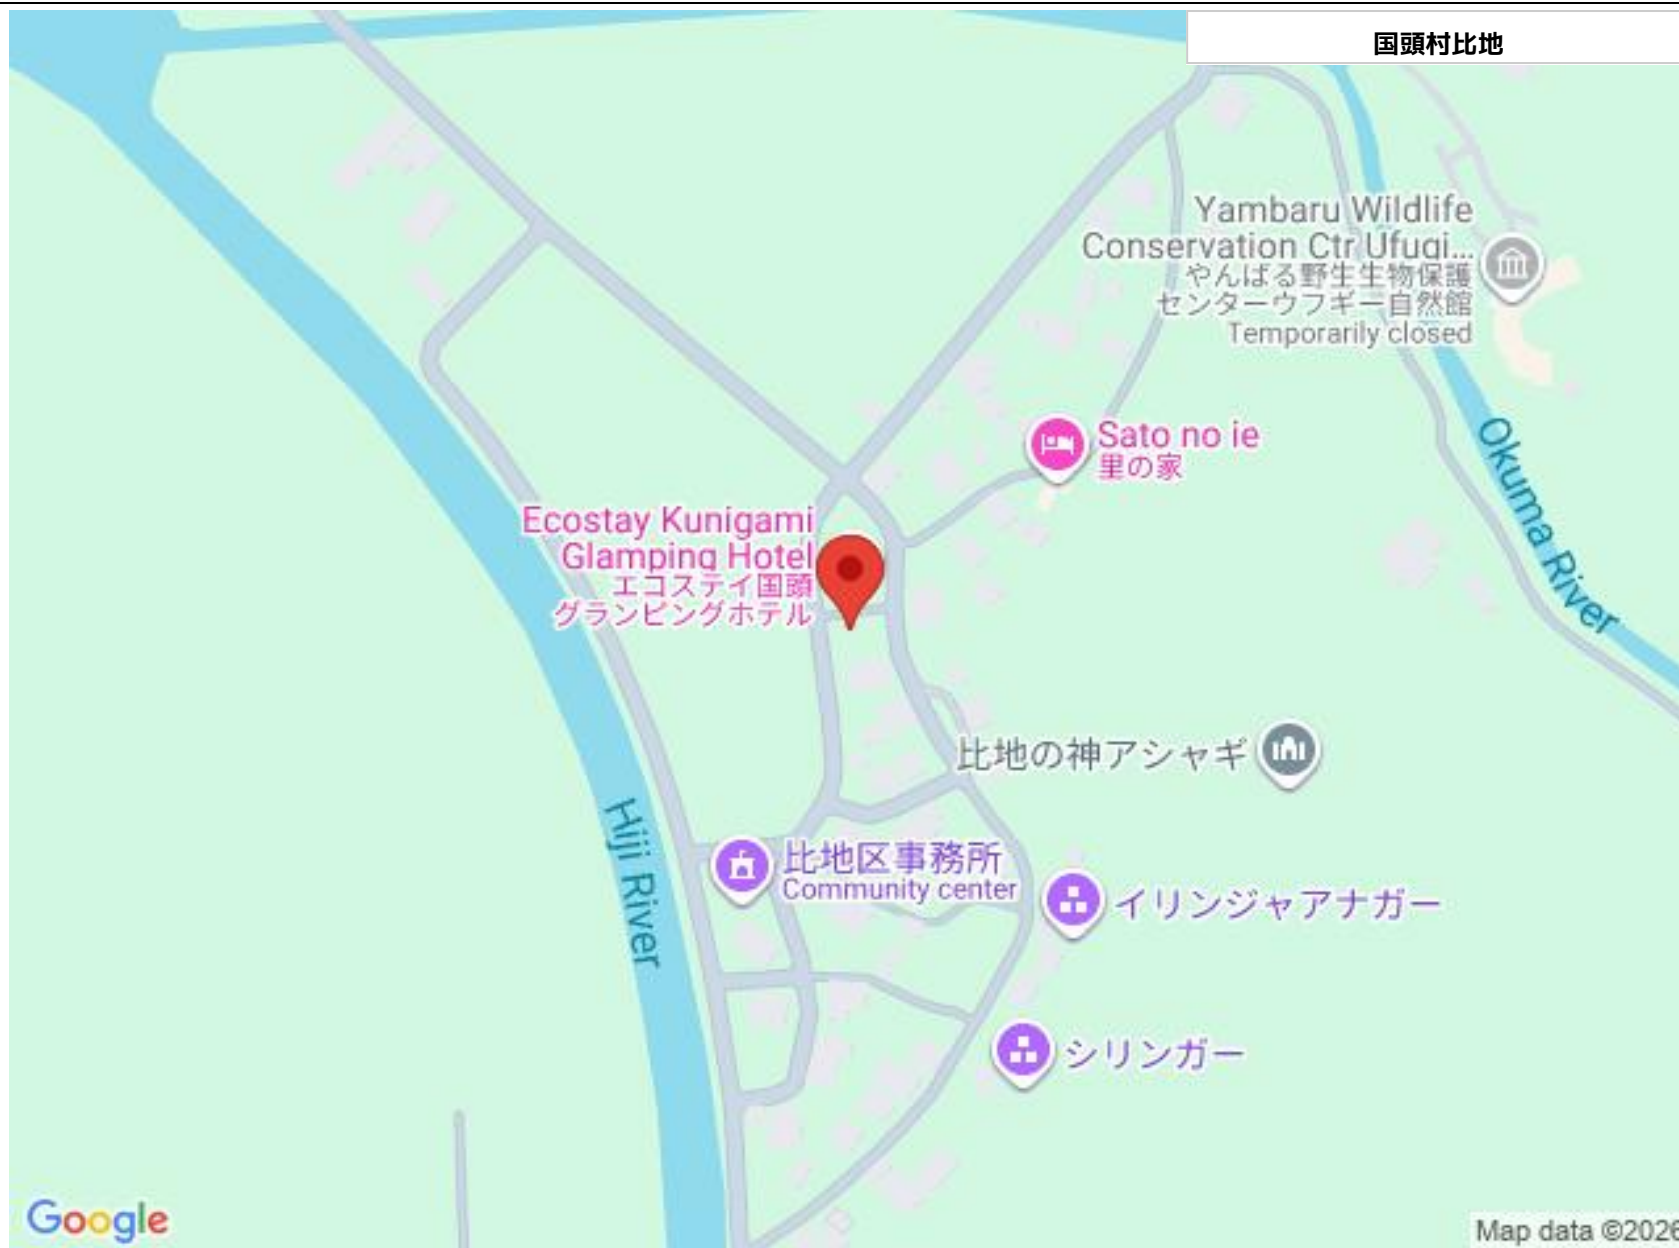 国頭村比地
Yambaru Wildlife
Conservation Ctr Ufugi...
やんばる野生生物保護
センターウフギー自然館
Temporarily closed
Sato no ie
里の家
Okuma River
Ecostay Kunigami
Glamping Hotel
エコステイ国頭
グランピングホテル
比地の神アシャギ
Hiji River
比地区事務所
Community center
イリンジャアナガー
シリンガー
Google
Map data ©2026